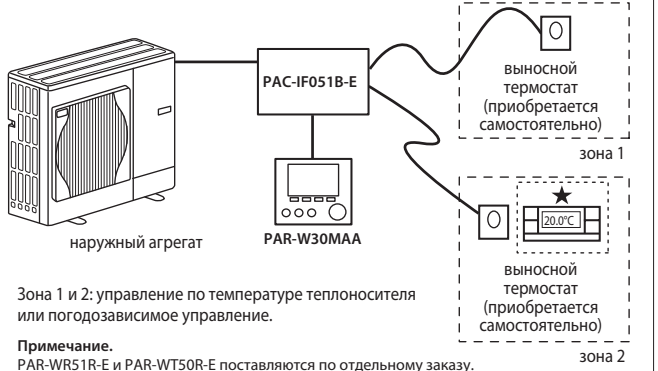 PAC-IF051B-E
выносной
термостат
(приобретается
самостоятельно)
зона 1
наружный агрегат
PAR-W30MAA
20.0°C
выносной
термостат
(приобретается
самостоятельно)
зона 2
Зона 1 и 2: управление по температуре теплоносителя
или погодозависимое управление.
Примечание.
PAR-WR51R-E и PAR-WT50R-E поставляются по отдельному заказу.